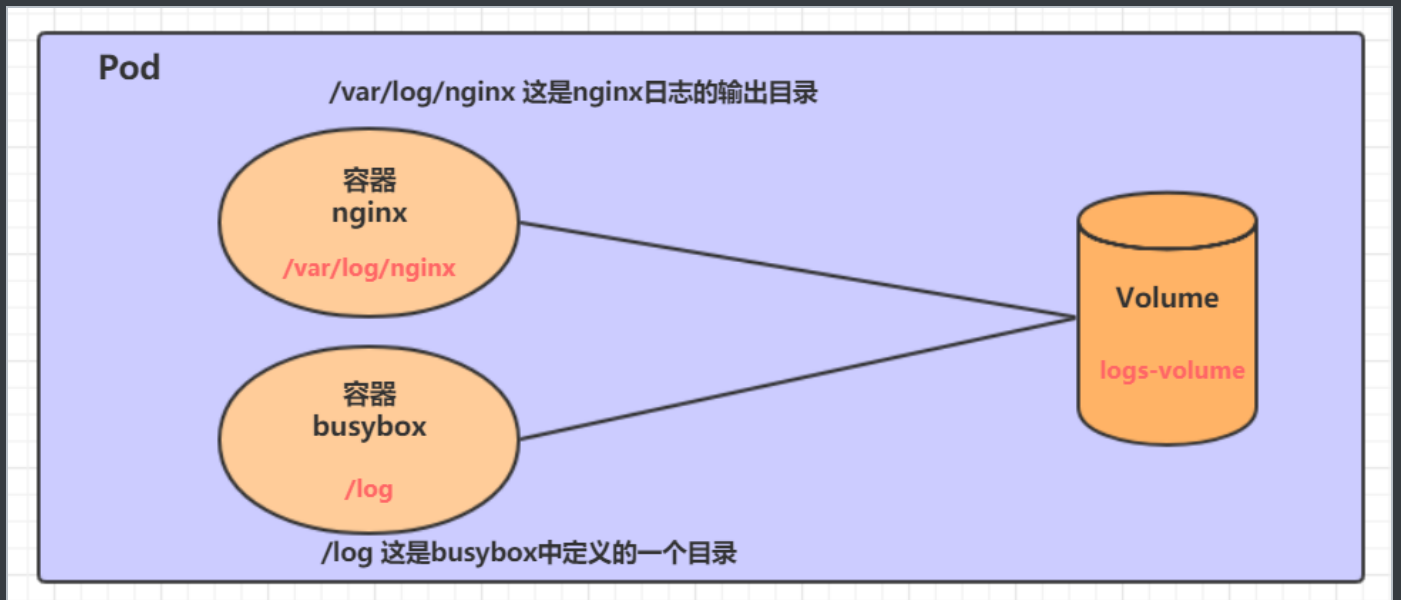 Pod
/var/log/nginx 这是nginx日志的输出目录
容器
nginx
/var/log/nginx
Volume
logs-volume
容器
busybox
/log
/log 这是busybox中定义的一个目录